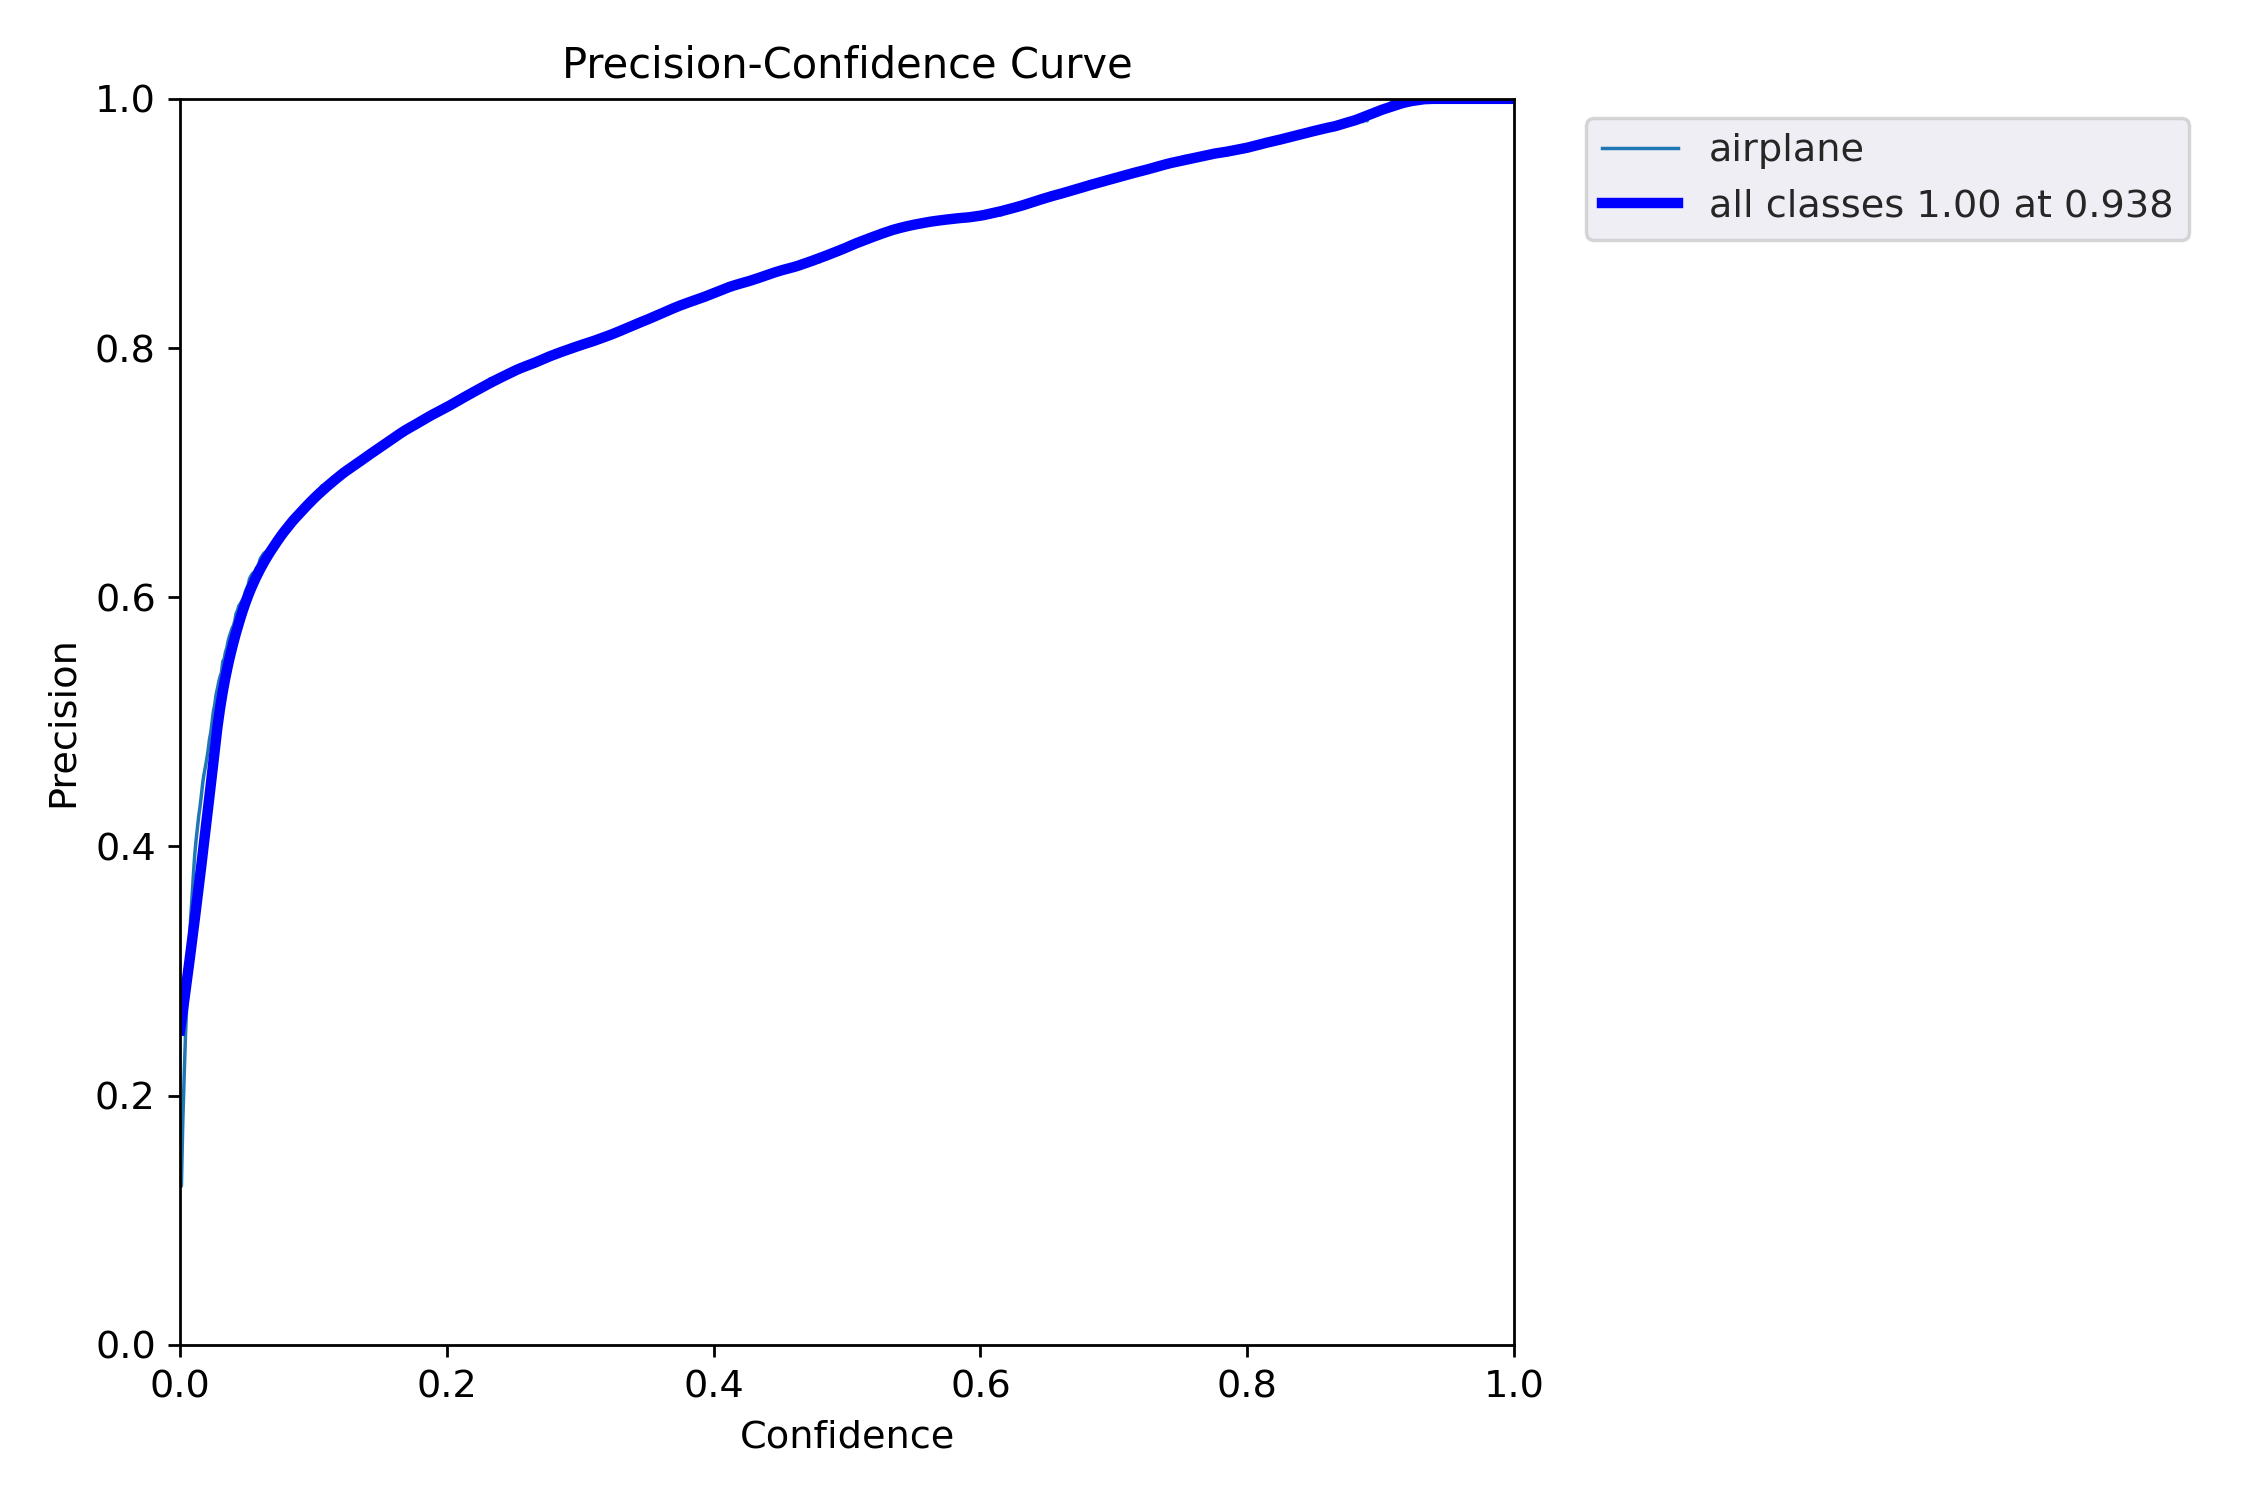 Precision-Confidence Curve
1.0
0.8
0.6
0.4
0.2
0.0
Precision
0.0 0.2 0.4 0.6 0.8 1.0
Confidence
airplane
all classes 1.00 at 0.938